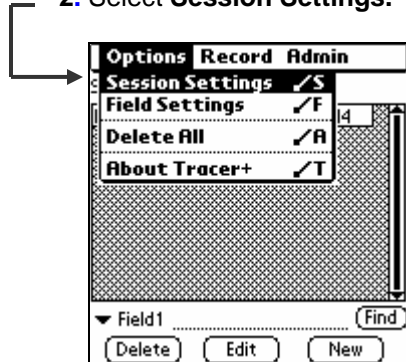 2. Select Session Settings.
Options Record Admin
Session Settings ✓S
Field Settings ✓F
Delete All ✓A
About Tracer+ ✓T
▼ Field1 Find
Delete Edit New